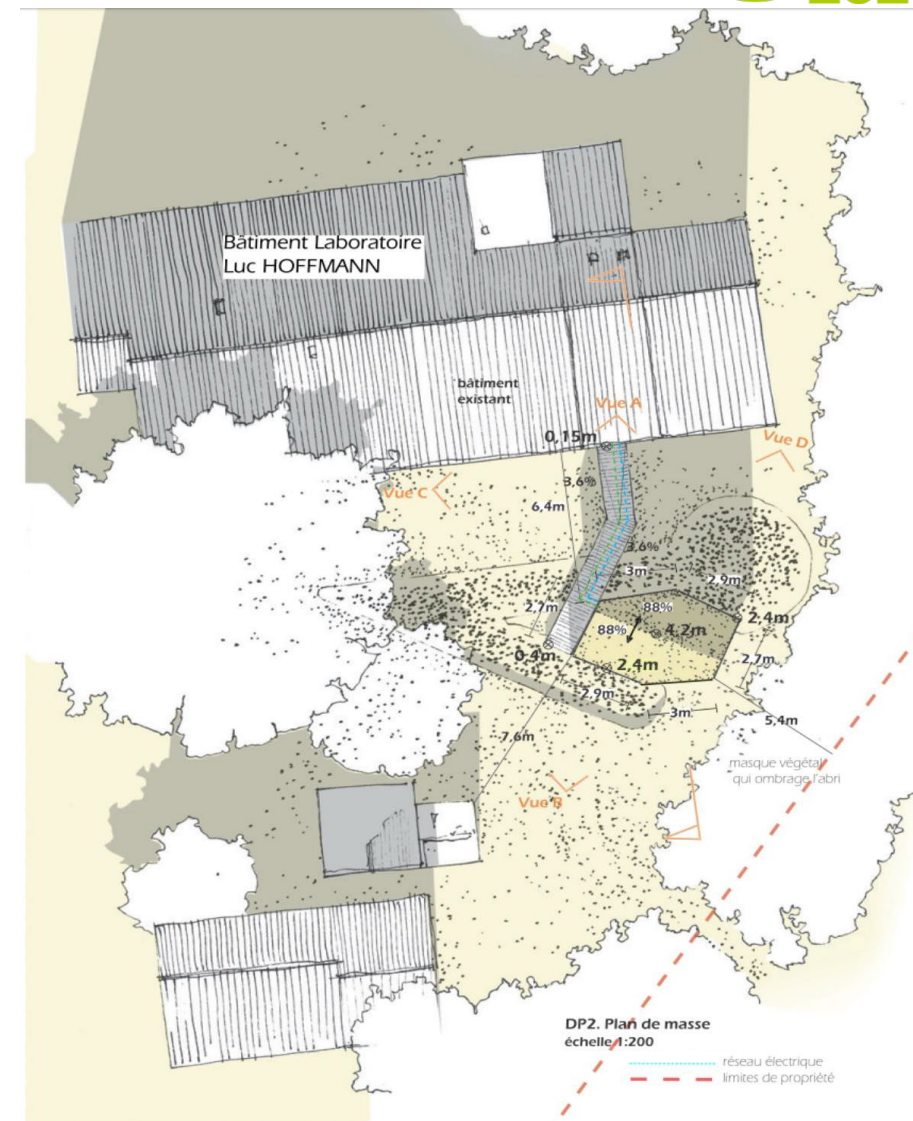 Bâtiment Laboratoire
Luc HOFFMANN
bâtiment
existant
Vue A
0,15m
Vue D
3,6%
Vue C
6,4m
3,6%
3m
2,9m
2,7m
88%
2,4m
88%
4,2m
0,4m
2,4m
2,7m
2,9m
3m
5,4m
7,6m
masque végétal
qui ombrage l'abri
Vue B
DP2. Plan de masse
échelle 1:200
réseau électrique
limites de propriété